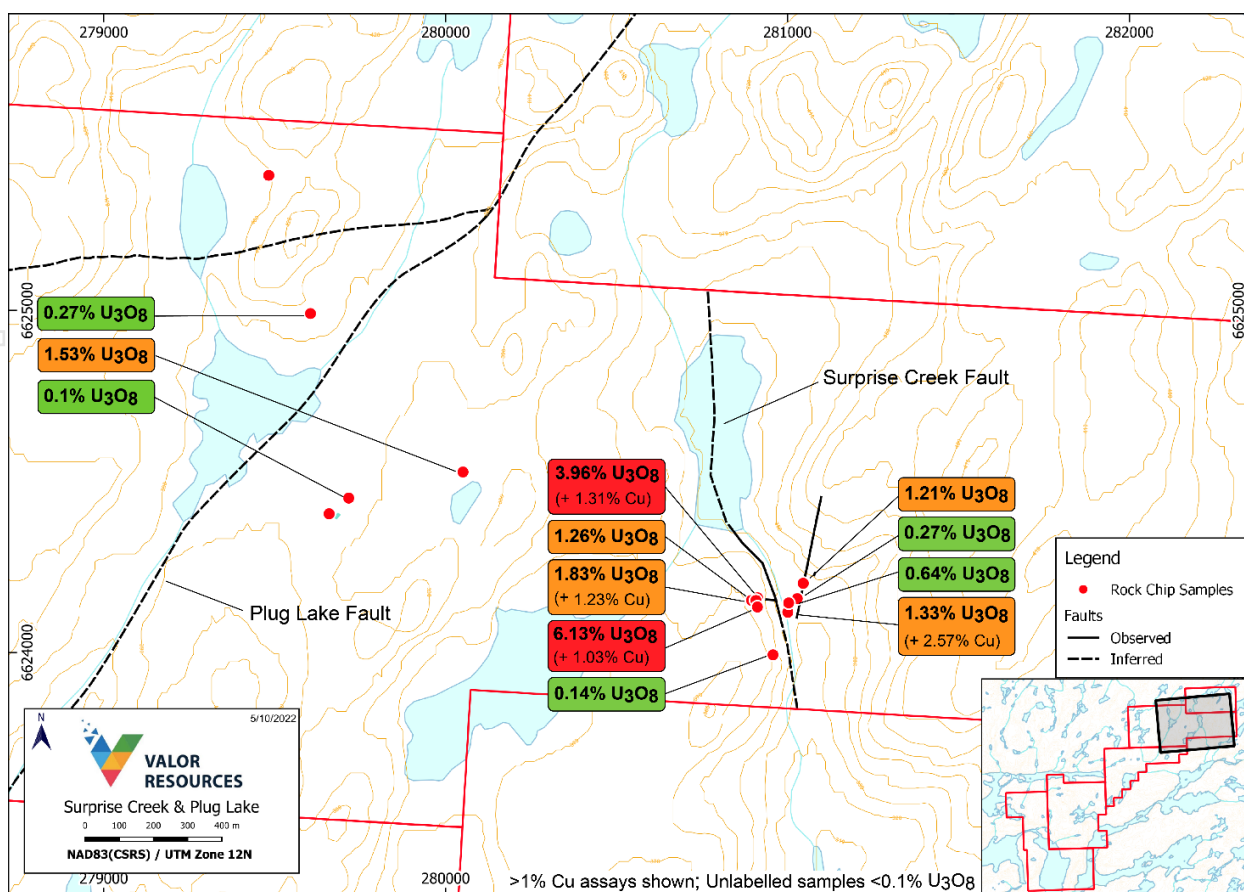 279000
280000
281000
282000
6625000
6625000
0.27% U3O8
1.53% U3O8
0.1% U3O8
Surprise Creek Fault
3.96% U3O8
(+ 1.31% Cu)
1.26% U3O8
1.83% U3O8
(+ 1.23% Cu)
6.13% U3O8
(+ 1.03% Cu)
0.14% U3O8
1.21% U3O8
0.27% U3O8
0.64% U3O8
1.33% U3O8
(+ 2.57% Cu)
Plug Lake Fault
6624000
Legend
Rock Chip Samples
Faults
Observed
Inferred
N
5/10/2022
VALOR
RESOURCES
Surprise Creek & Plug Lake
0 100 200 300 400 m
NAD83(CSRS) / UTM Zone 12N
279000
280000
>1% Cu assays shown; Unlabelled samples <0.1% U3O8